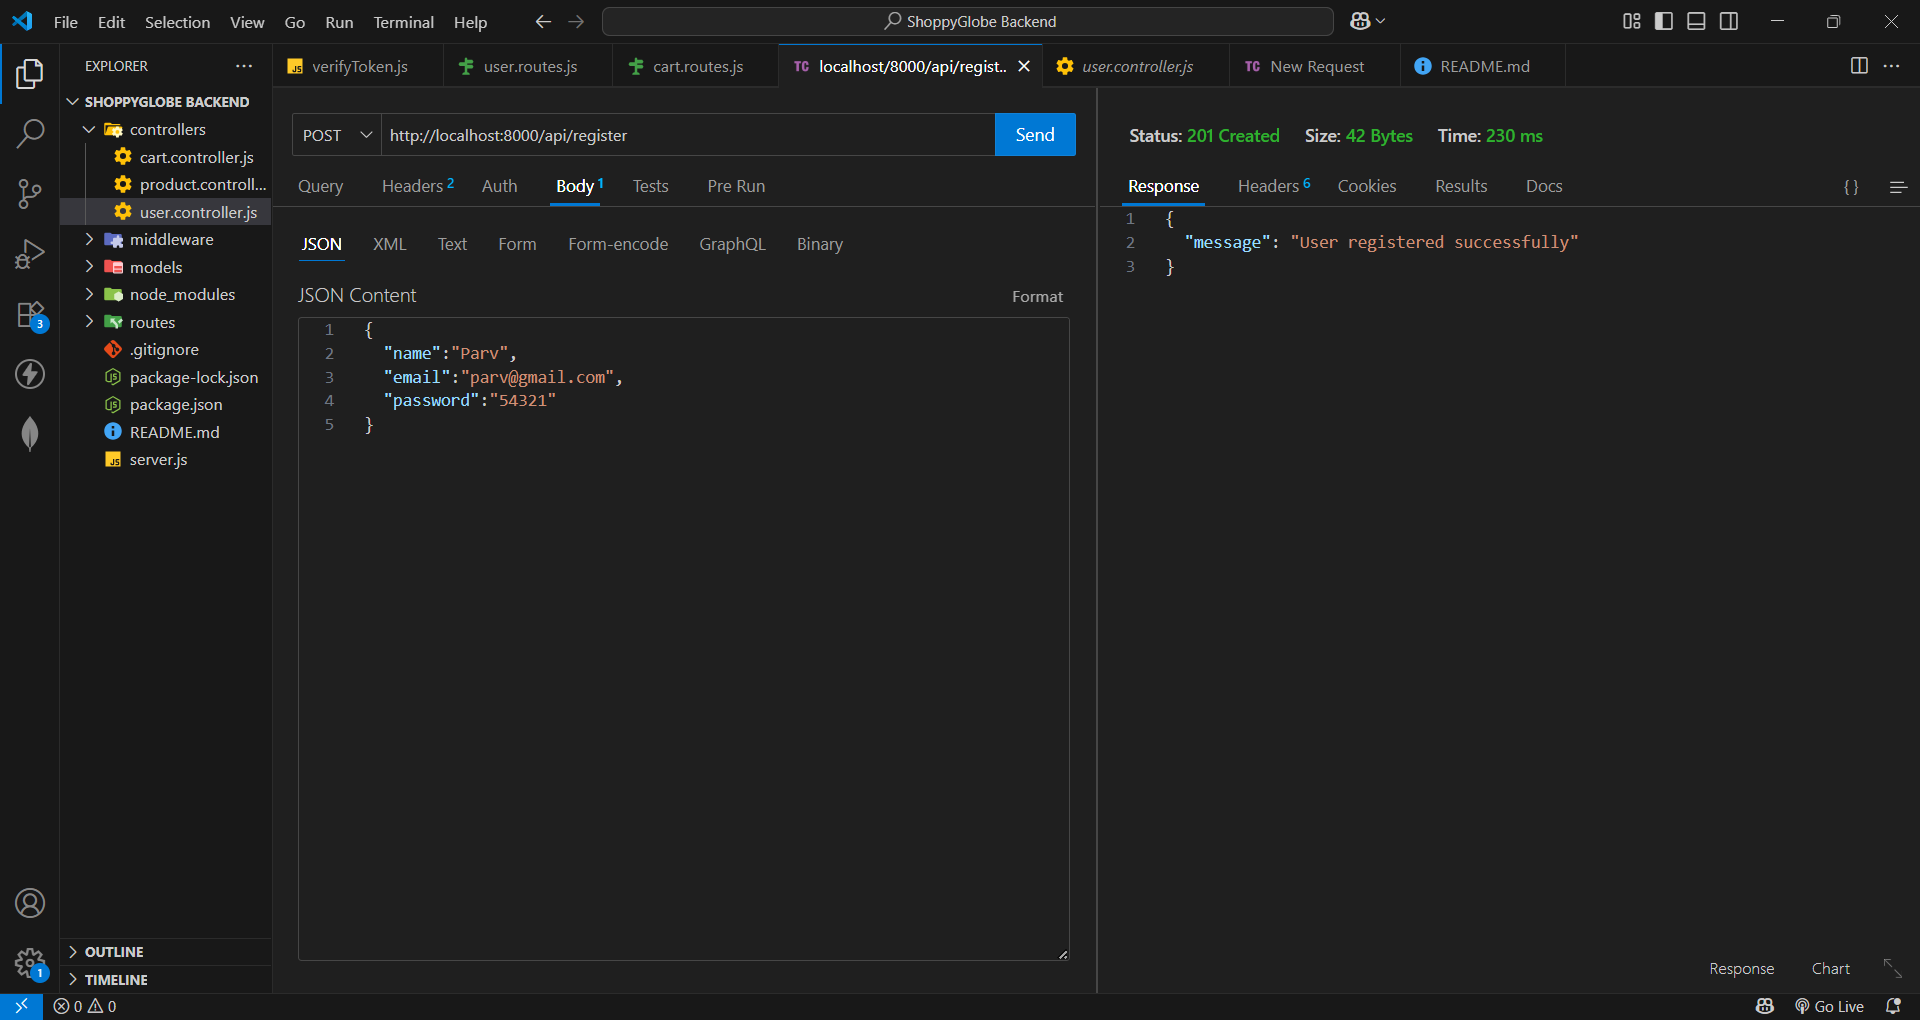 File Edit Selection View Go Run Terminal Help
ShoppyGlobe Backend
EXPLORER
SHOPPYGLOBE BACKEND
controllers
cart.controller.js
product.controll...
user.controller.js
middleware
models
node_modules
routes
.gitignore
package-lock.json
package.json
README.md
server.js
OUTLINE
TIMELINE
3
1
verifyToken.js
user.routes.js
cart.routes.js
TC localhost/8000/api/regist..
user.controller.js
TC New Request
README.md
POST http://localhost:8000/api/register Send
Query Headers 2 Auth Body 1 Tests Pre Run
JSON XML Text Form Form-encode GraphQL Binary
JSON Content Format
1 {
2 "name":"Parv",
3 "email":"parv@gmail.com",
4 "password":"54321"
5 }
Status: 201 Created Size: 42 Bytes Time: 230 ms
Response Headers 6 Cookies Results Docs { }
1 {
2 "message": "User registered successfully"
3 }
Response Chart
0 0
Go Live